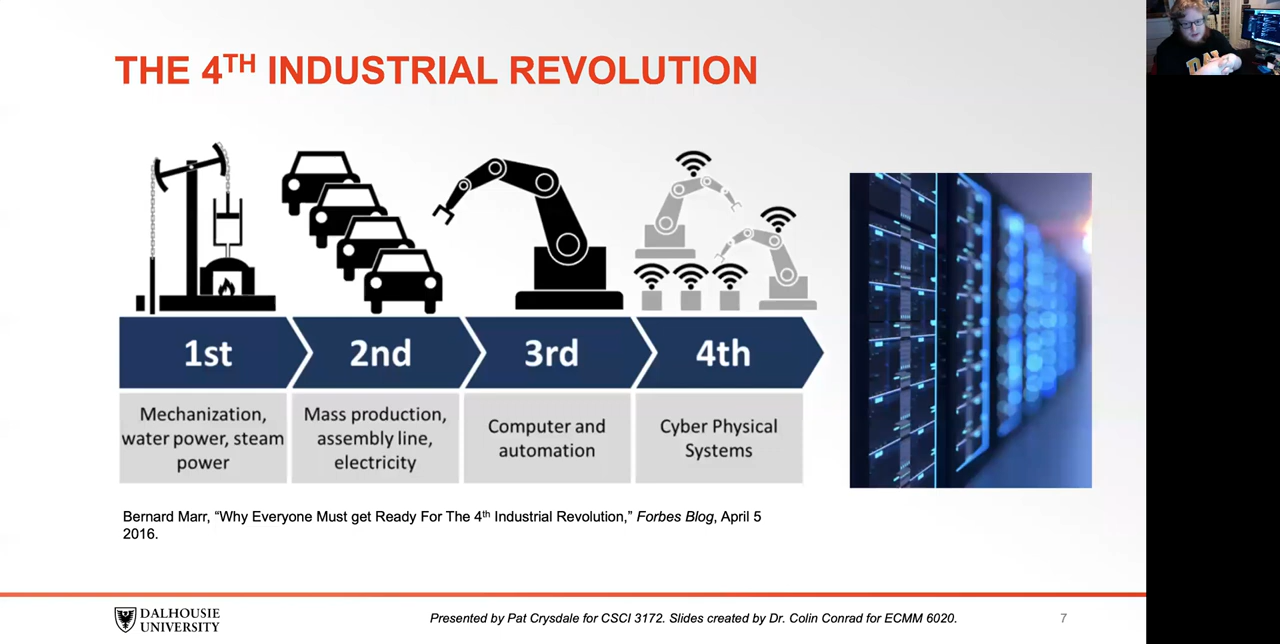 THE 4TH INDUSTRIAL REVOLUTION
1st
2nd
3rd
4th
Mechanization,
water power, steam
power
Mass production,
assembly line,
electricity
Computer and
automation
Cyber Physical
Systems
Bernard Marr, “Why Everyone Must get Ready For The 4th Industrial Revolution,” Forbes Blog, April 5
2016.
DALHOUSIE
UNIVERSITY
Presented by Pat Crysdale for CSCI 3172. Slides created by Dr. Colin Conrad for ECMM 6020.
7